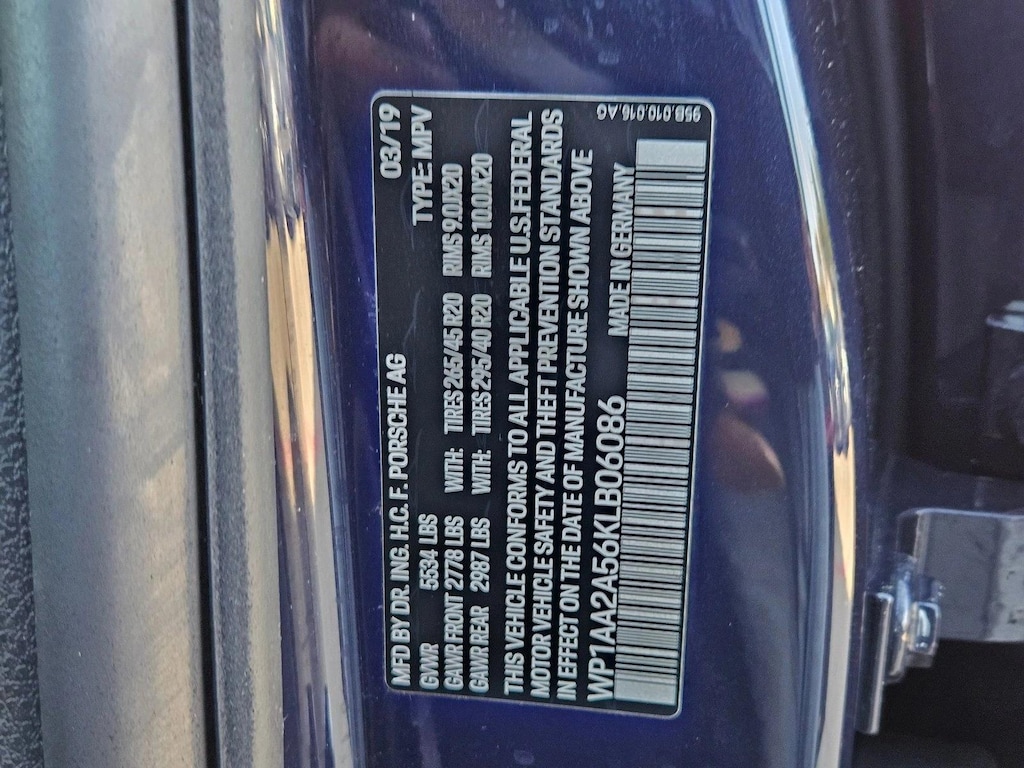 03/19
MFD BY DR. ING. H.C. F. PORSCHE AG
TYPE: MPV
GVWR 5534 LBS
GAWR FRONT 2778 LBS WITH: TIRES 265/45 R20 RIMS 9.0JX20
GAWR REAR 2987 LBS WITH: TIRES 295/40 R20 RIMS 10.0JX20
THIS VEHICLE CONFORMS TO ALL APPLICABLE U.S. FEDERAL
MOTOR VEHICLE SAFETY AND THEFT PREVENTION STANDARDS
IN EFFECT ON THE DATE OF MANUFACTURE SHOWN ABOVE
WP1AA2A56KLB06086 MADE IN GERMANY
95B.010.015.AG